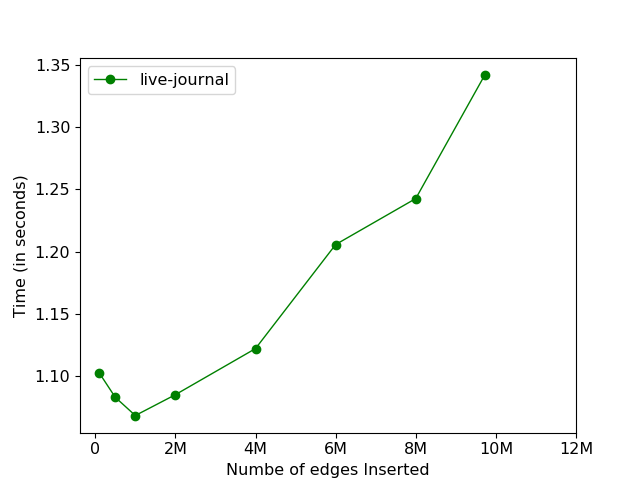 live-journal
1.35
1.30
1.25
1.20
1.15
1.10
Time (in seconds)
0 2M 4M 6M 8M 10M 12M
Numbe of edges Inserted